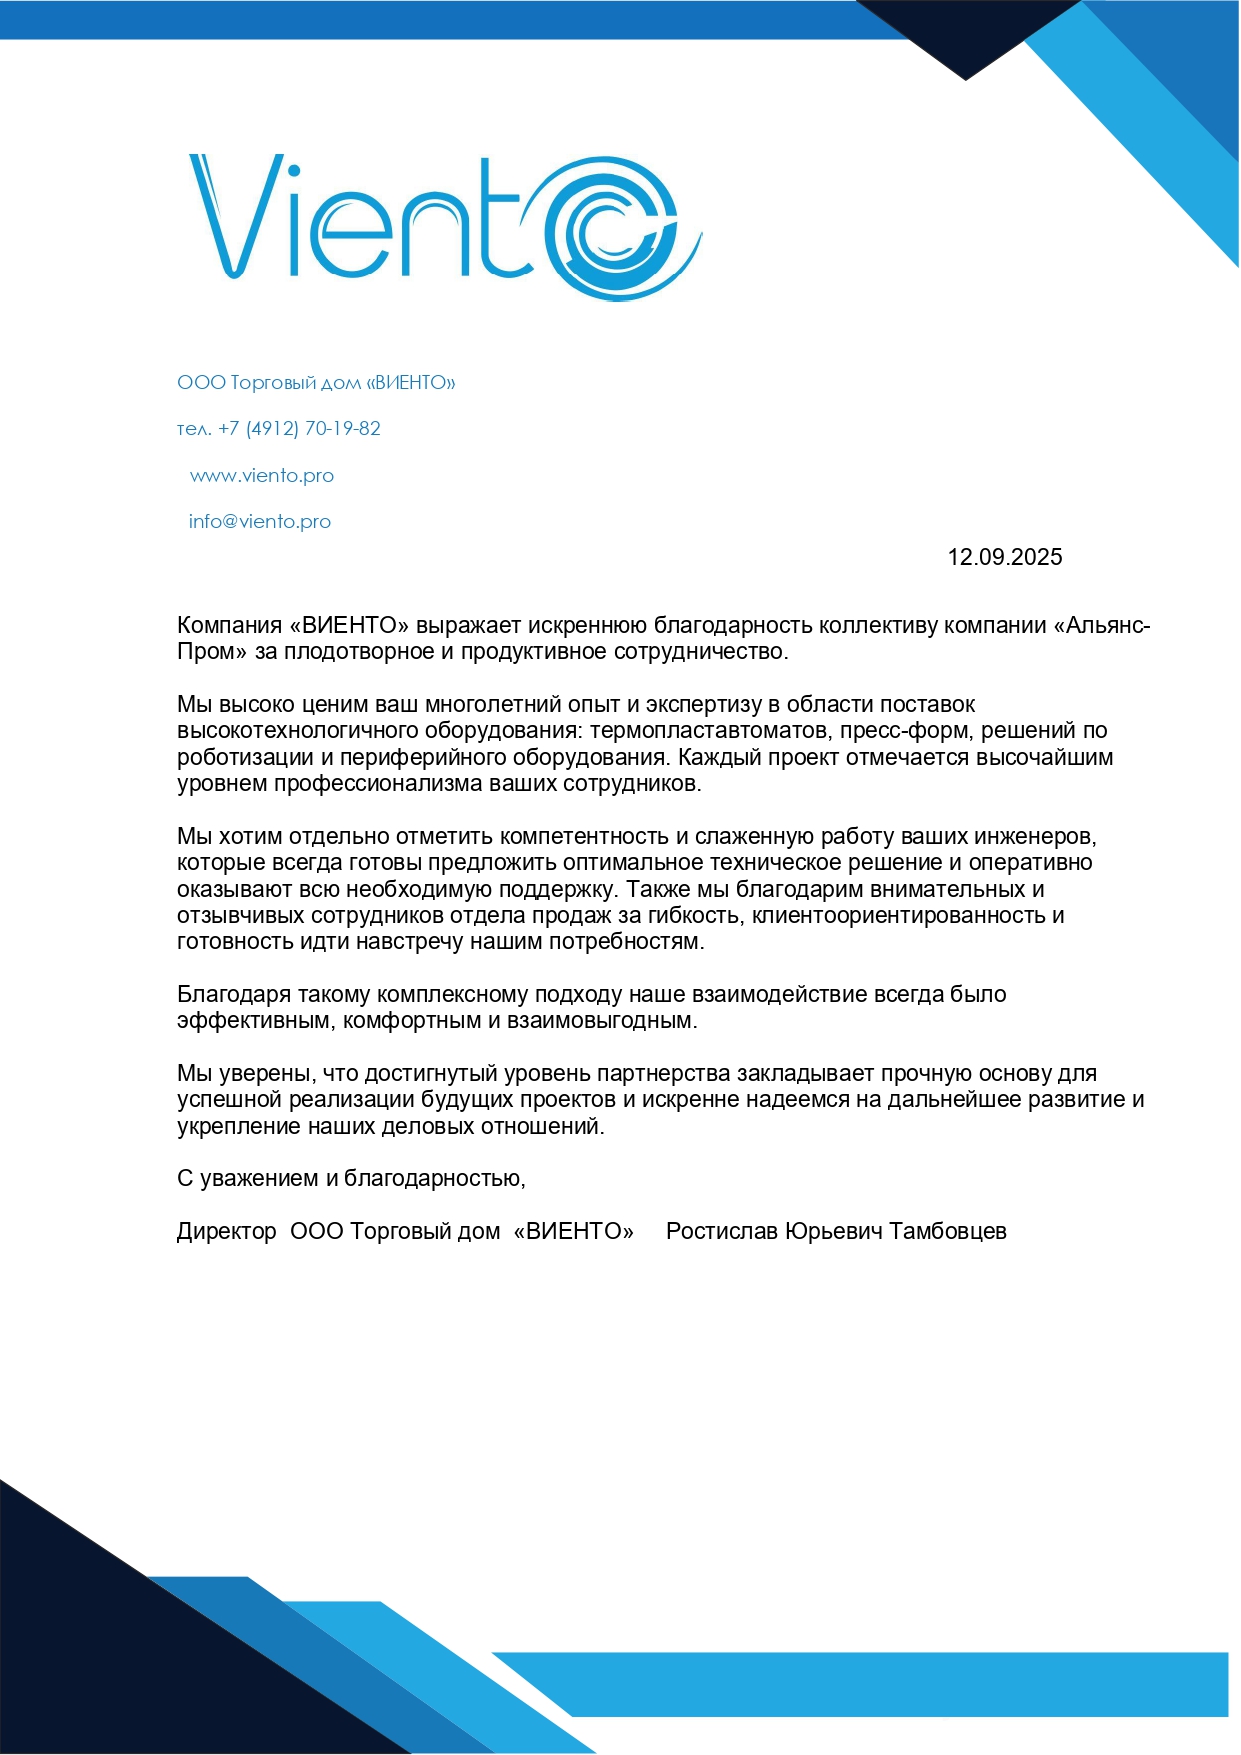 Viento
ООО Торговый дом «ВИЕНТО»
тел. +7 (4912) 70-19-82
www.viento.pro
info@viento.pro
12.09.2025
Компания «ВИЕНТО» выражает искреннюю благодарность коллективу компании «Альянс-
Пром» за плодотворное и продуктивное сотрудничество.
Мы высоко ценим ваш многолетний опыт и экспертизу в области поставок
высокотехнологичного оборудования: термопластавтоматов, пресс-форм, решений по
роботизации и периферийного оборудования. Каждый проект отмечается высочайшим
уровнем профессионализма ваших сотрудников.
Мы хотим отдельно отметить компетентность и слаженную работу ваших инженеров,
которые всегда готовы предложить оптимальное техническое решение и оперативно
оказывают всю необходимую поддержку. Также мы благодарим внимательных и
отзывчивых сотрудников отдела продаж за гибкость, клиентоориентированность и
готовность идти навстречу нашим потребностям.
Благодаря такому комплексному подходу наше взаимодействие всегда было
эффективным, комфортным и взаимовыгодным.
Мы уверены, что достигнутый уровень партнерства закладывает прочную основу для
успешной реализации будущих проектов и искренне надеемся на дальнейшее развитие и
укрепление наших деловых отношений.
С уважением и благодарностью,
Директор ООО Торговый дом «ВИЕНТО» Ростислав Юрьевич Тамбовцев